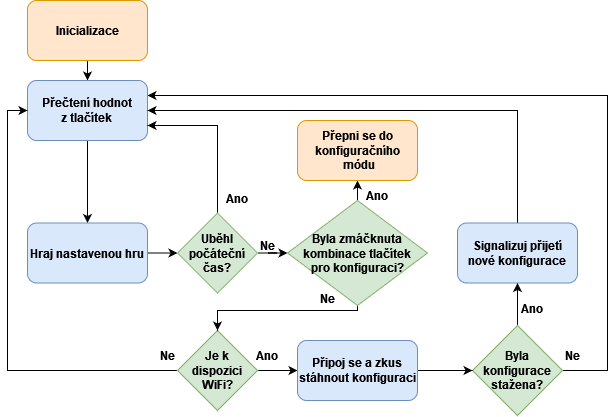 Inicializace
Přečtení hodnot
z tlačítek
Přepni se do
konfiguračního
módu
Ano
Ano
Hraj nastavenou hru
Uběhl
počáteční
čas?
Ne
Byla zmáčknuta
kombinace tlačítek
pro konfiguraci?
Signalizuj přijetí
nové konfigurace
Ne
Ano
Ne
Je k
dispozici
WiFi?
Ano
Připoj se a zkus
stáhnout konfiguraci
Byla
konfigurace
stažena?
Ne